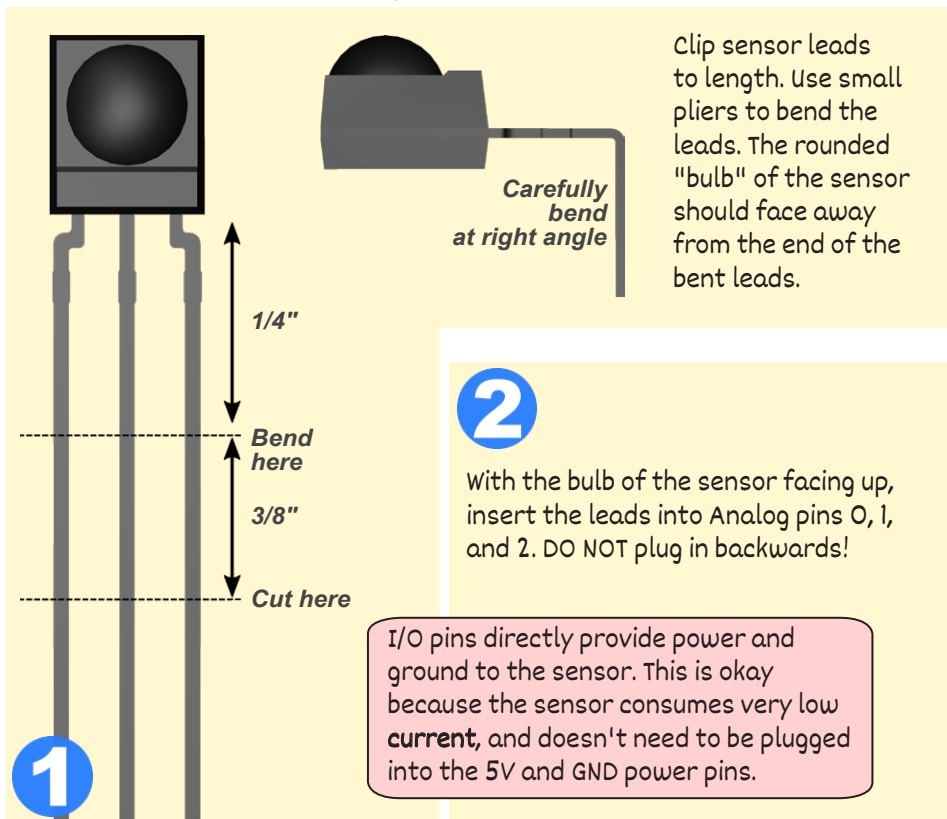 Clip sensor leads
to length. Use small
pliers to bend the
leads. The rounded
"bulb" of the sensor
should face away
from the end of the
bent leads.
Carefully
bend
at right angle
1/4"
Bend
here
3/8"
Cut here
1
2
With the bulb of the sensor facing up,
insert the leads into Analog pins 0, 1,
and 2. DO NOT plug in backwards!
I/O pins directly provide power and
ground to the sensor. This is okay
because the sensor consumes very low
current, and doesn't need to be plugged
into the 5V and GND power pins.